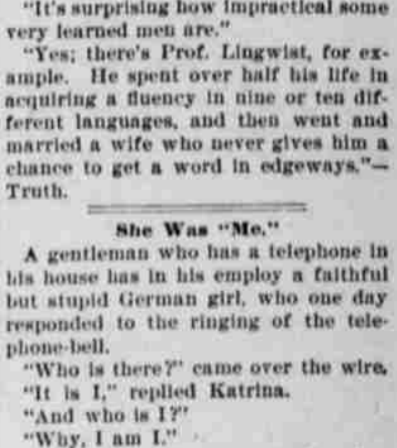 "It's surprising how impractical some
very learned men are."
"Yes; there's Prof. Lingwist, for ex-
ample. He spent over half his life in
acquiring a fluency in nine or ten dif-
ferent languages, and then went and
married a wife who never gives him a
chance to get a word in edgeways."—
Truth.
She Was "Me."
A gentleman who has a telephone in
his house has in his employ a faithful
but stupid German girl, who one day
responded to the ringing of the tele-
phone-bell.
"Who is there?" came over the wire.
"It is I," replied Katrina.
"And who is I?"
"Why, I am I."